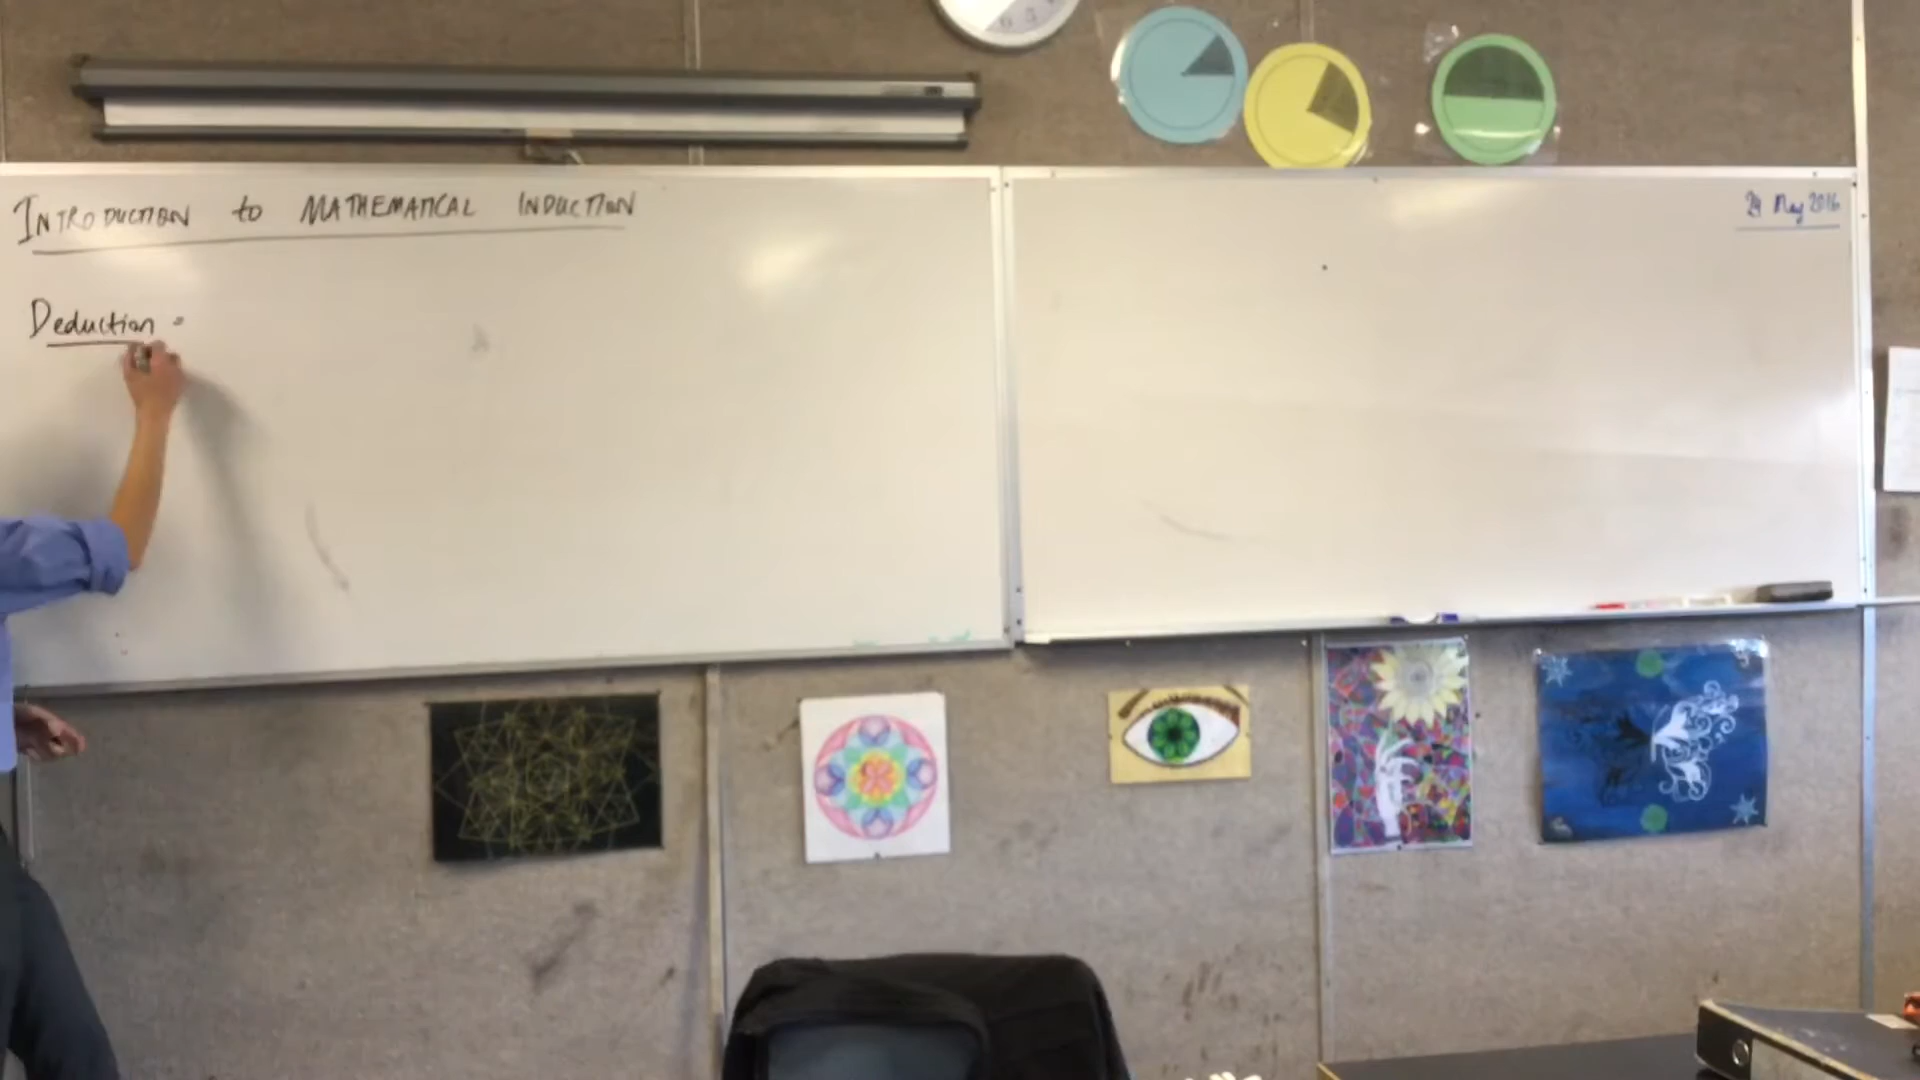 INTRODUCTION to MATHEMATICAL INDUCTION
24 May 2016
Deduction =